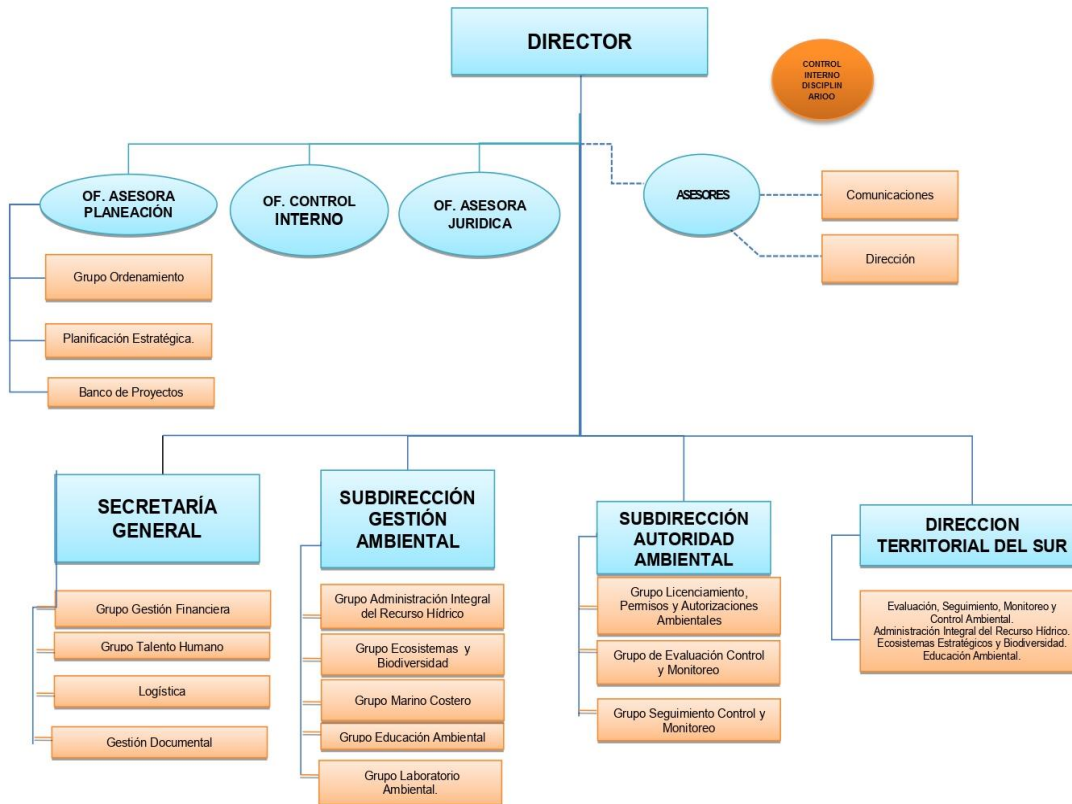 DIRECTOR
CONTROL
INTERNO
DISCIPLIN
ARIOO
OF. ASESORA
PLANEACIÓN
OF. CONTROL
INTERNO
OF. ASESORA
JURIDICA
ASESORES
Comunicaciones
Dirección
Grupo Ordenamiento
Planificación Estratégica.
Banco de Proyectos
SECRETARÍA
GENERAL
Grupo Gestión Financiera
Grupo Talento Humano
Logística
Gestión Documental
SUBDIRECCIÓN
GESTIÓN
AMBIENTAL
Grupo Administración Integral
del Recurso Hídrico
Grupo Ecosistemas y
Biodiversidad
Grupo Marino Costero
Grupo Educación Ambiental
Grupo Laboratorio
Ambiental.
SUBDIRECCIÓN
AUTORIDAD
AMBIENTAL
Grupo Licenciamiento,
Permisos y Autorizaciones
Ambientales
Grupo de Evaluación Control
y Monitoreo
Grupo Seguimiento Control y
Monitoreo
DIRECCION
TERRITORIAL DEL SUR
Evaluación, Seguimiento, Monitoreo y
Control Ambiental.
Administración Integral del Recurso Hídrico.
Ecosistemas Estratégicos y Biodiversidad.
Educación Ambiental.